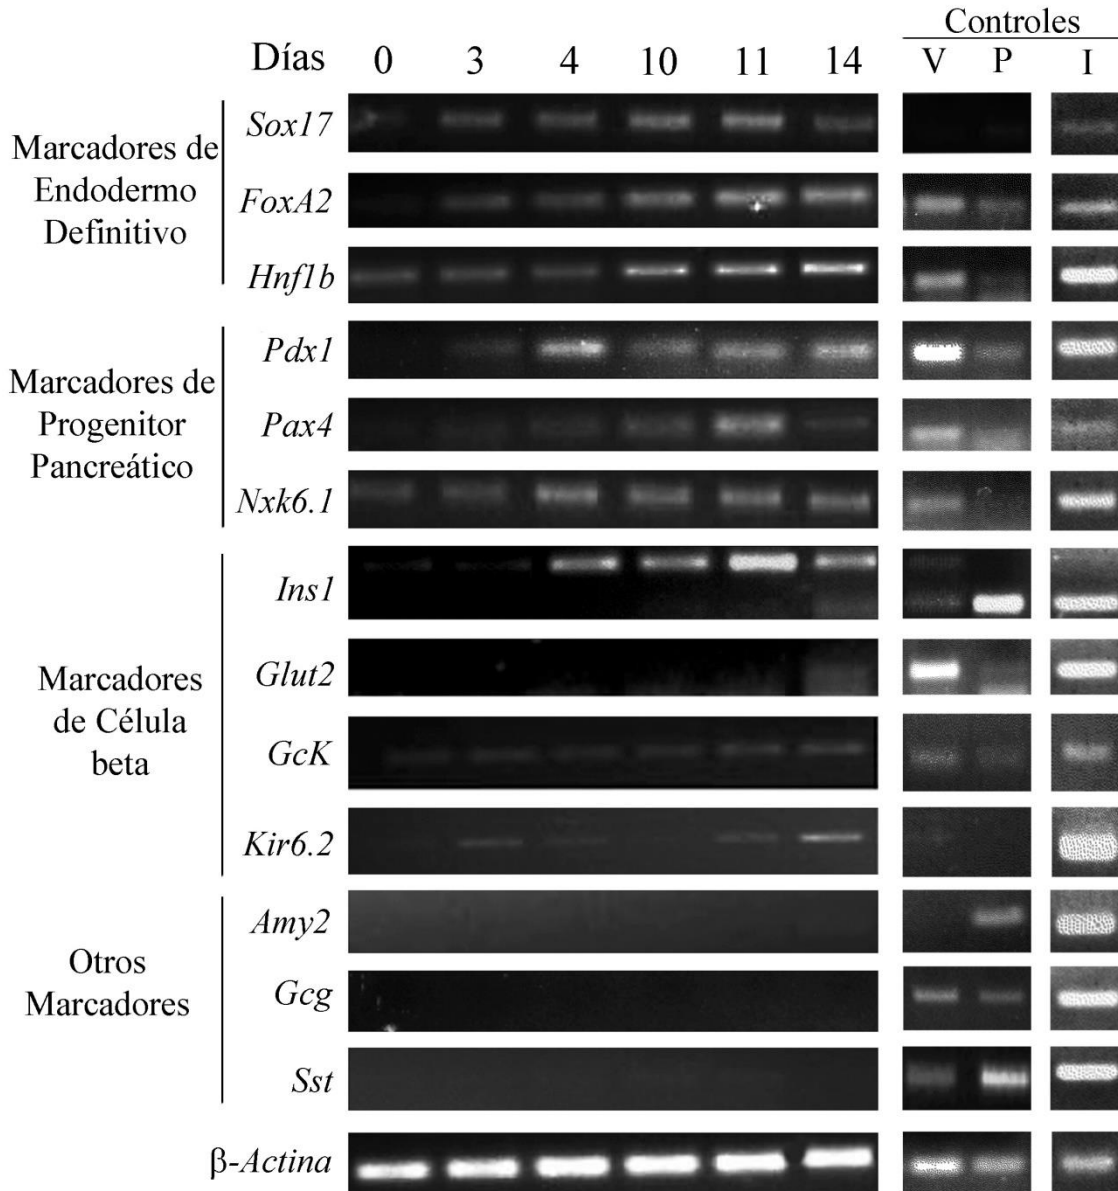 Controles
Días 0 3 4 10 11 14 V P I
Marcadores de
Endodermo
Definitivo
Sox17
FoxA2
Hnf1b
Marcadores de
Progenitor
Pancreático
Pdx1
Pax4
Nxk6.1
Marcadores
de Célula
beta
Ins1
Glut2
GcK
Kir6.2
Otros
Marcadores
Amy2
Gcg
Sst
β-Actina